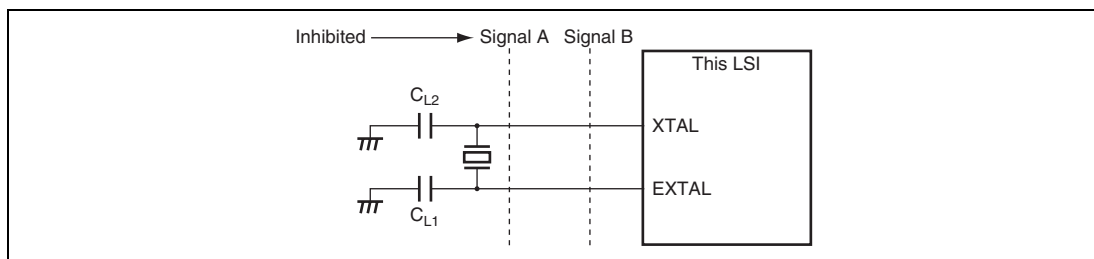 Inhibited Signal A Signal B
This LSI
CL2
XTAL
EXTAL
CL1